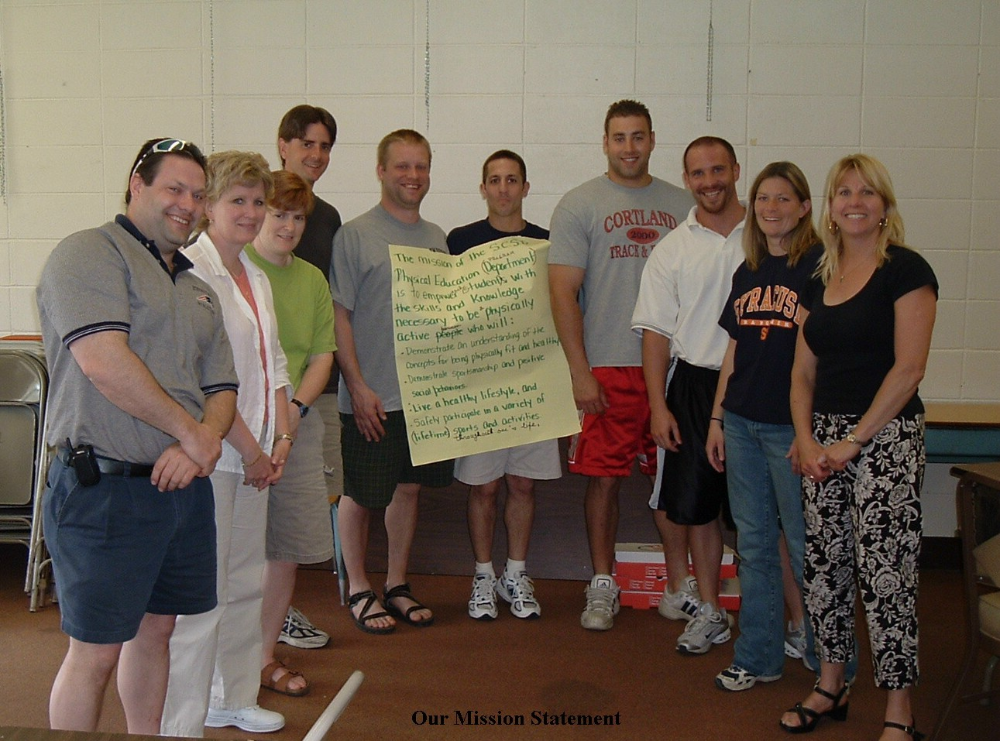 The mission of the SCSD
Program
Physical Education (Department)
is to empower all students with
the skills and Knowledge
necessary to be physically
active people who will:
- Demonstrate an understanding of the
concepts for being physically fit and healthy
- Demonstrate sportsmanship and positive
social behaviors
- Live a healthy lifestyle, and
- Safely participate in a variety of
(lifetime) sports and activities
throughout one's life.
CORTLAND
2000
TRACK &
SYRACUSE
S
Our Mission Statement